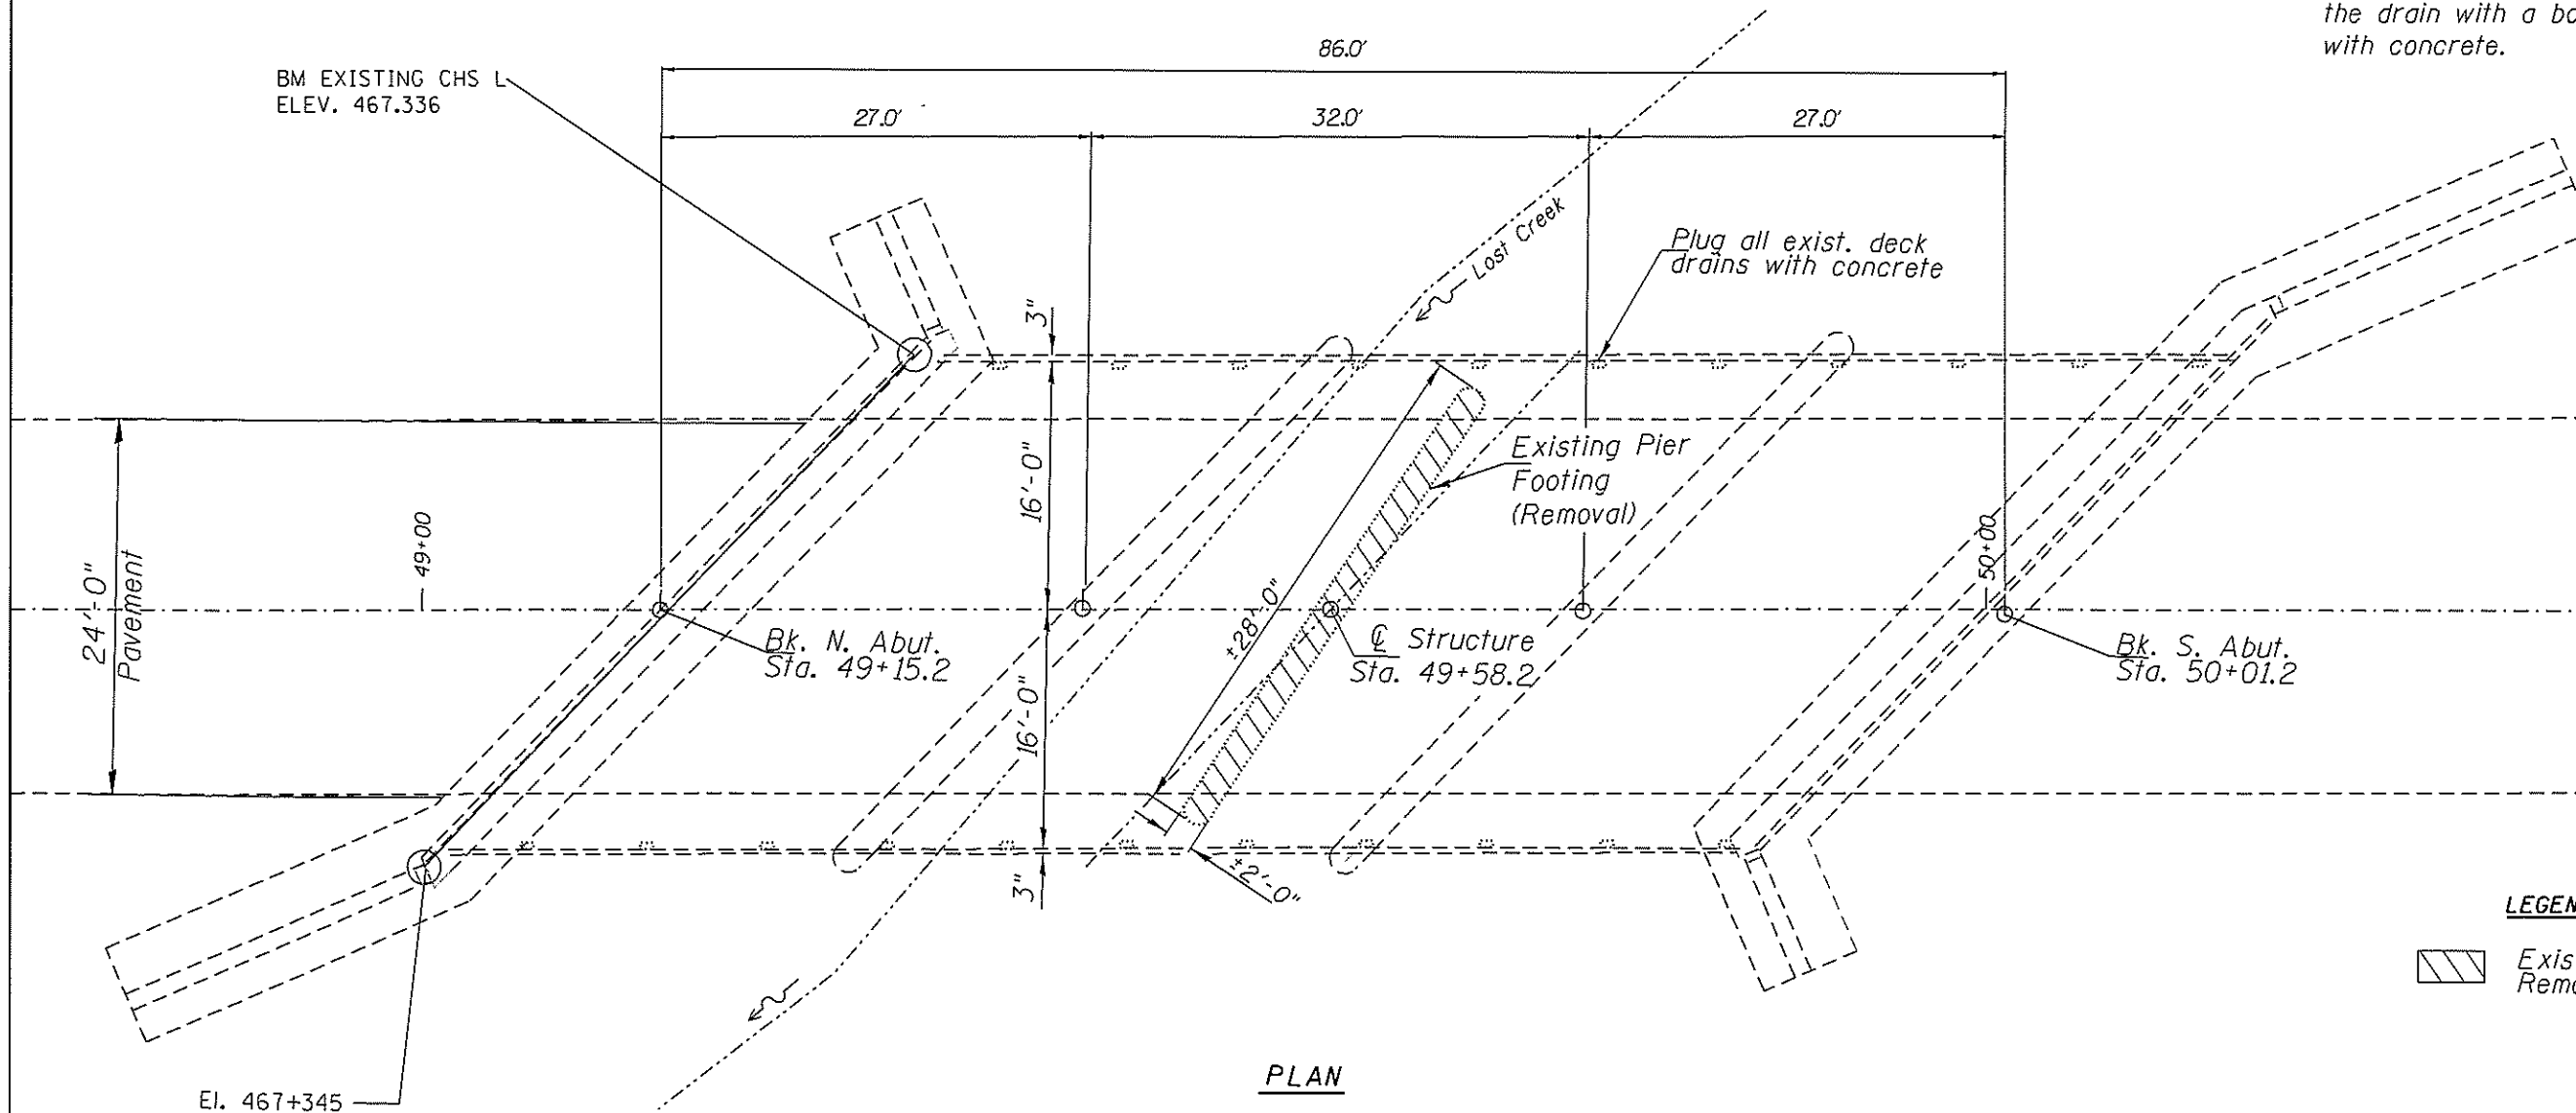 the drain with a
with concrete.
86.0'
BM EXISTING CHS L
ELEV. 467.336
27.0'
32.0'
27.0'
Lost Creek
Plug all exist. deck
drains with concrete
3"
16'-0"
Existing Pier
Footing
(Removal)
24'-0"
Pavement
49+00
50+00
±28'-0"
Bk. N. Abut.
Sta. 49+15.2
℄ Structure
Sta. 49+58.2
Bk. S. Abut.
Sta. 50+01.2
16'-0"
3"
±2'-0"
LEGEN
Exis
Remo
PLAN
El. 467+345